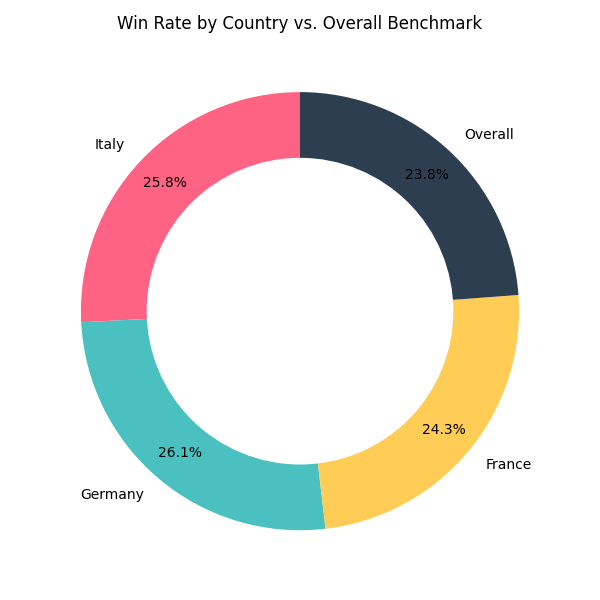 Win Rate by Country vs. Overall Benchmark
Overall
Italy
23.8%
25.8%
24.3%
26.1%
France
Germany